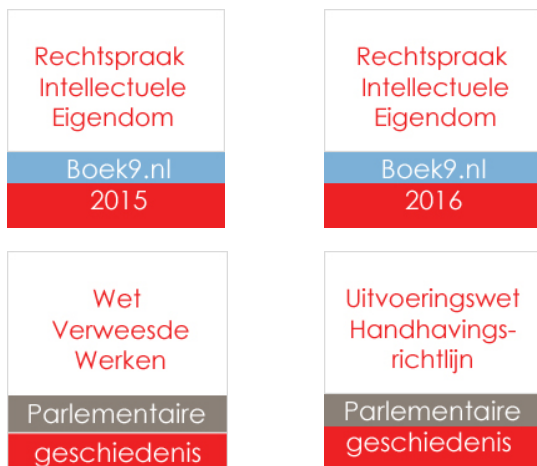 Rechtspraak
Intellectuele
Eigendom
Boek9.nl
2015
Rechtspraak
Intellectuele
Eigendom
Boek9.nl
2016
Wet
Verweesde
Werken
Parlementaire
geschiedenis
Uitvoeringswet
Handhavings-
richtlijn
Parlementaire
geschiedenis